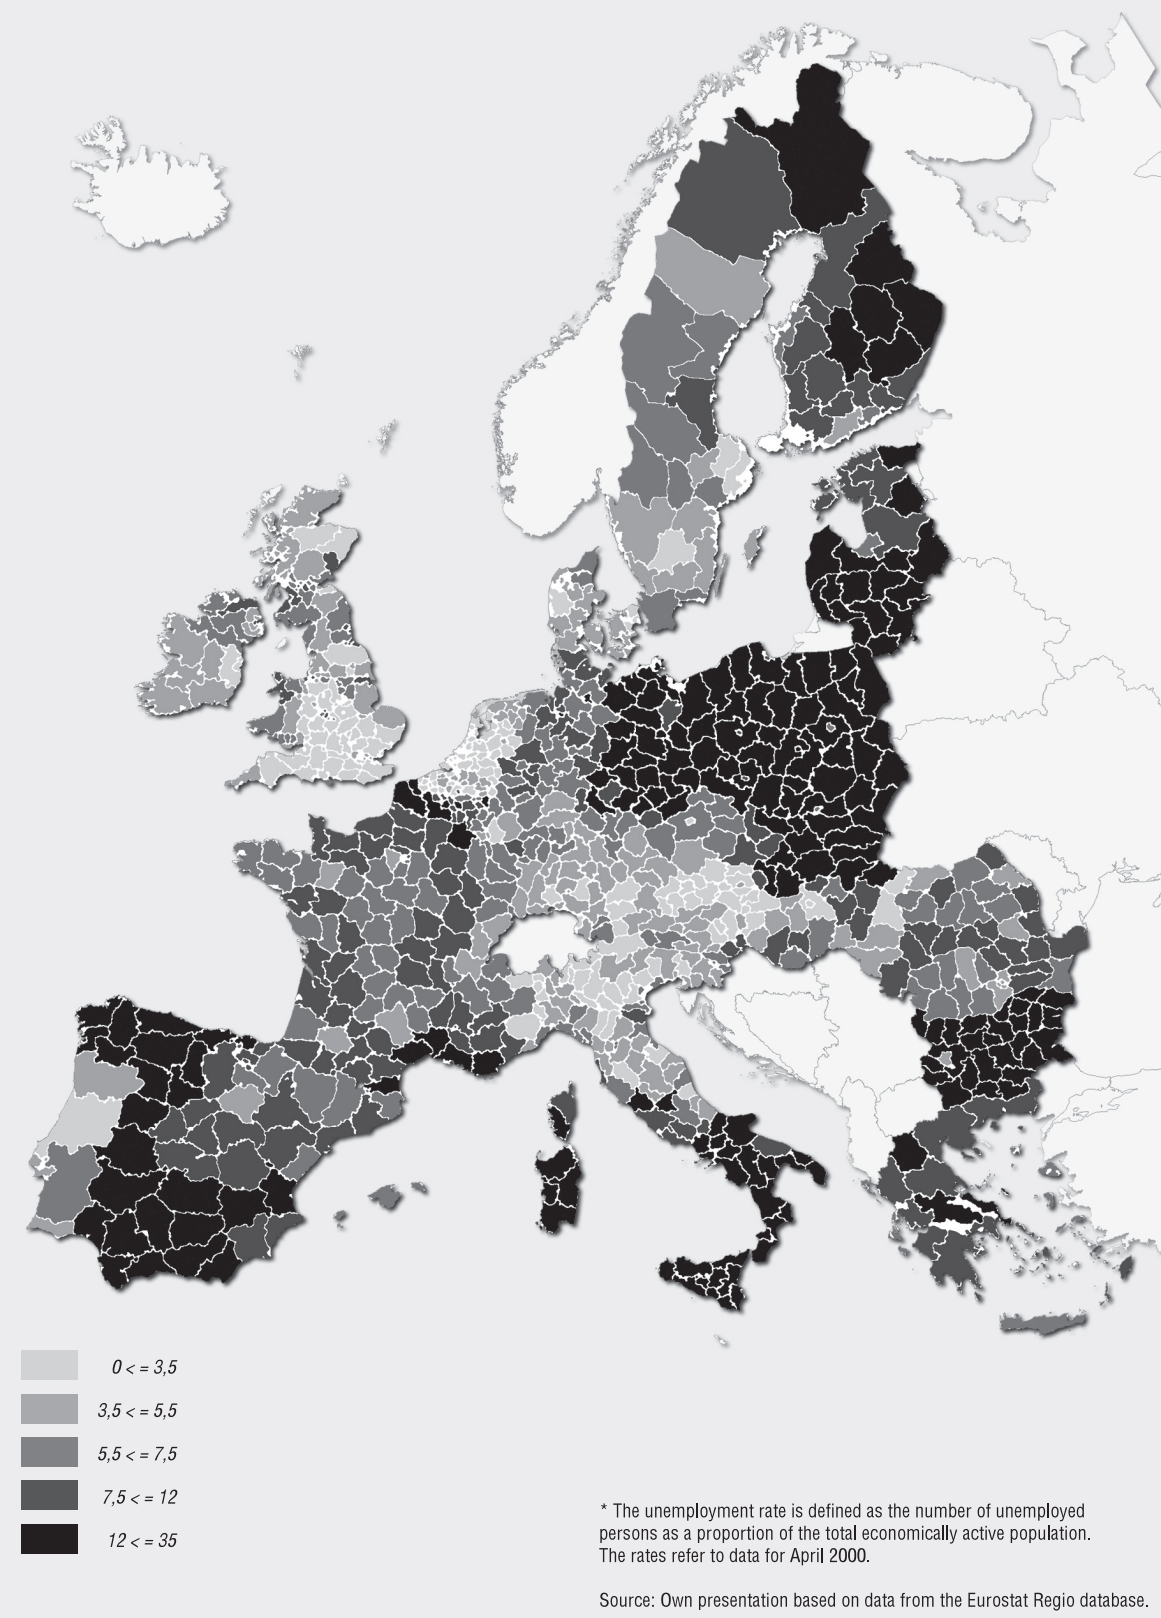 0 < = 3,5
3,5 < = 5,5
5,5 < = 7,5
7,5 < = 12
12 < = 35
* The unemployment rate is defined as the number of unemployed
persons as a proportion of the total economically active population.
The rates refer to data for April 2000.
Source: Own presentation based on data from the Eurostat Regio database.